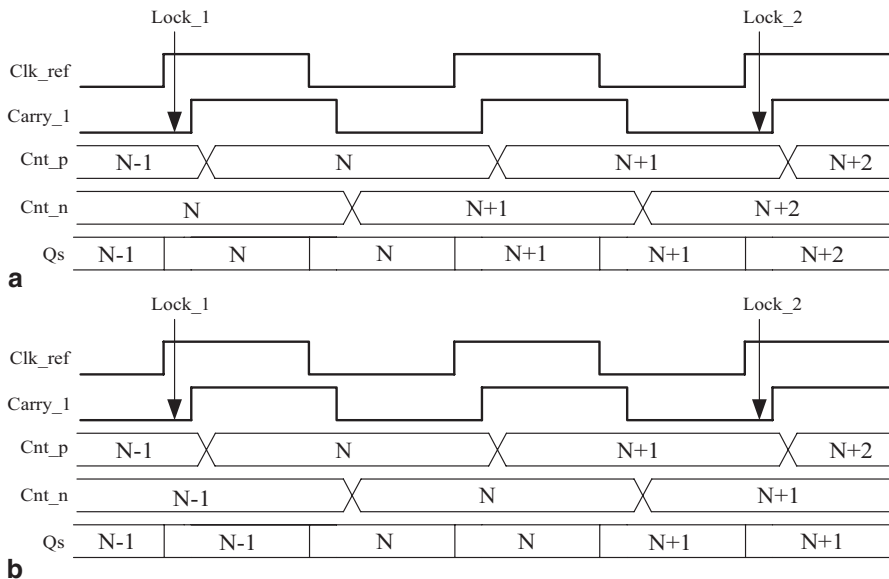 Lock_1 Lock_2
Clk_ref
Carry_1
Cnt_p N-1 N N+1 N+2
Cnt_n N N+1 N+2
Qs N-1 N N N+1 N+1 N+2
a
Lock_1 Lock_2
Clk_ref
Carry_1
Cnt_p N-1 N N+1 N+2
Cnt_n N-1 N N+1
Qs N-1 N-1 N N N+1 N+1
b